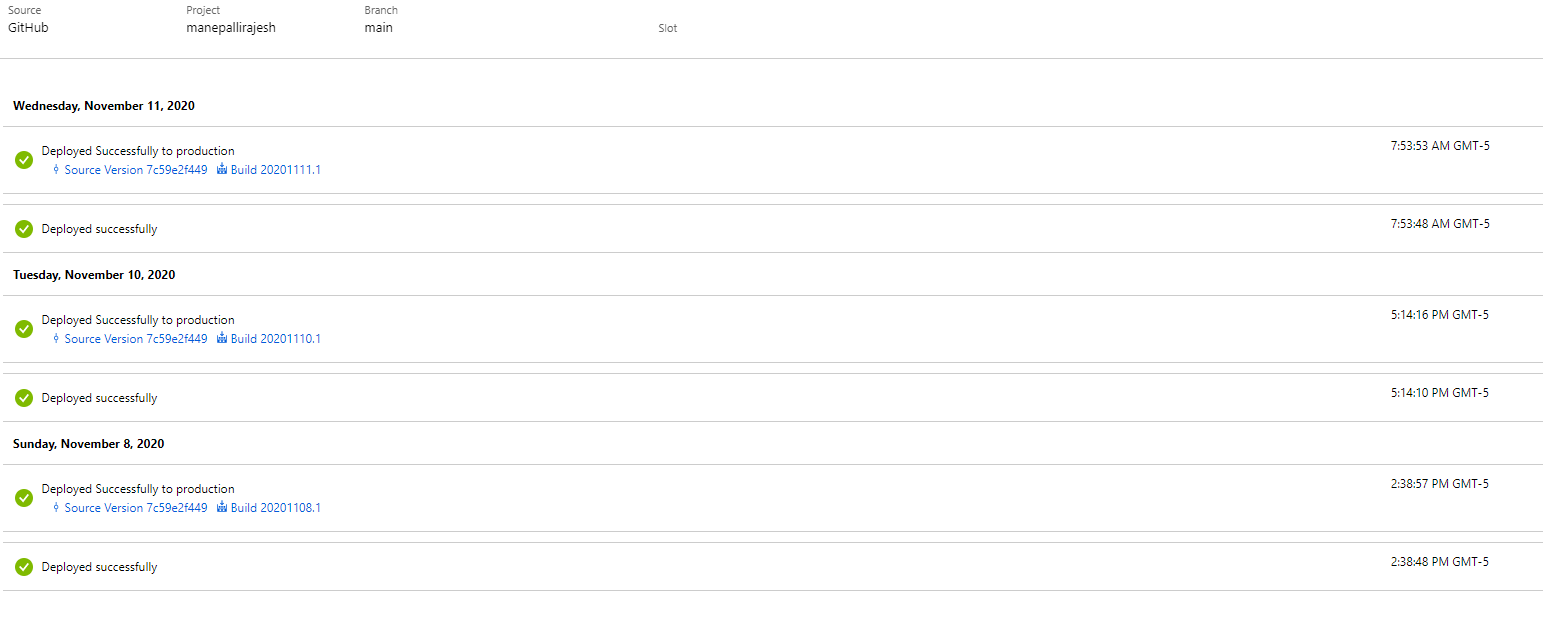 Source Project Branch
GitHub manepallirajesh main Slot
Wednesday, November 11, 2020
Deployed Successfully to production 7:53:53 AM GMT-5
Source Version 7c59e2f449 Build 20201111.1
Deployed successfully 7:53:48 AM GMT-5
Tuesday, November 10, 2020
Deployed Successfully to production 5:14:16 PM GMT-5
Source Version 7c59e2f449 Build 20201110.1
Deployed successfully 5:14:10 PM GMT-5
Sunday, November 8, 2020
Deployed Successfully to production 2:38:57 PM GMT-5
Source Version 7c59e2f449 Build 20201108.1
Deployed successfully 2:38:48 PM GMT-5